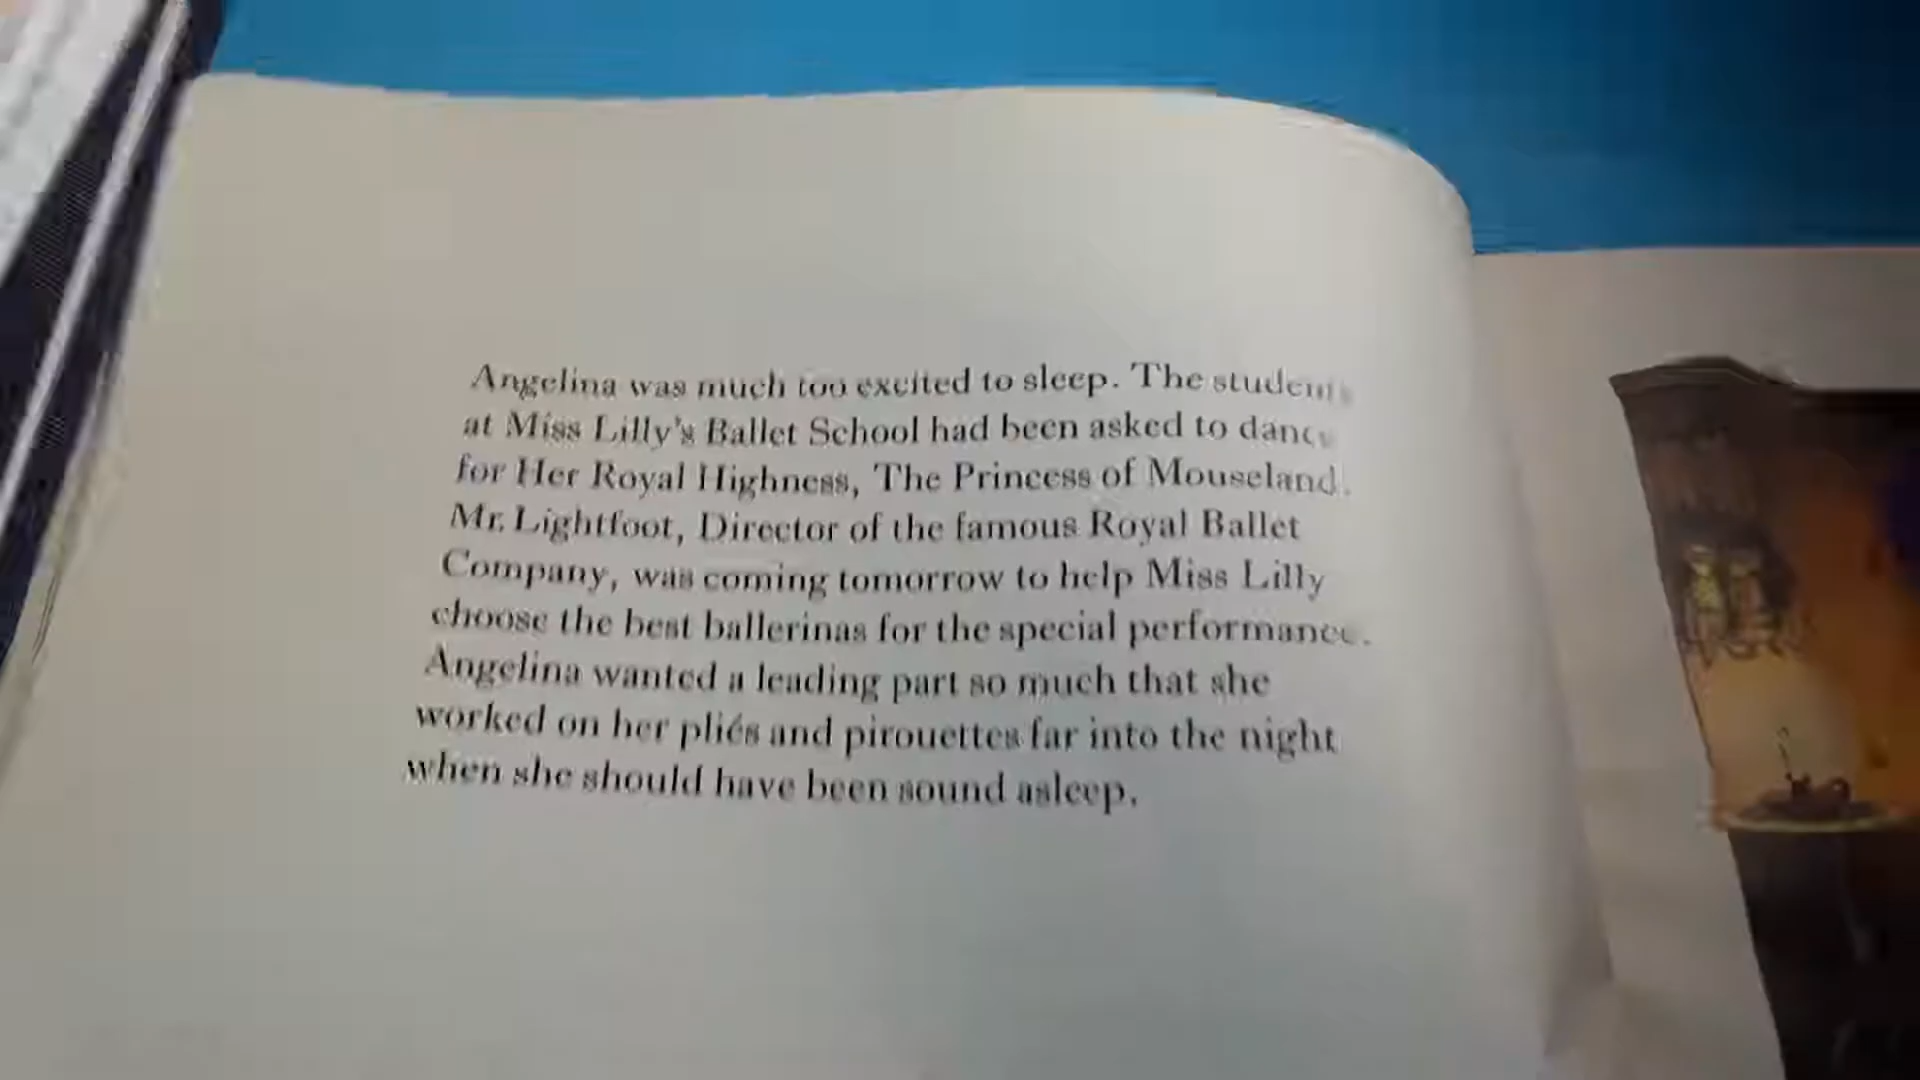 Angelina was much too excited to sleep. The students
at Miss Lilly's Ballet School had been asked to dance
for Her Royal Highness, The Princess of Mouseland.
Mr. Lightfoot, Director of the famous Royal Ballet
Company, was coming tomorrow to help Miss Lilly
choose the best ballerinas for the special performance.
Angelina wanted a leading part so much that she
worked on her pliés and pirouettes far into the night
when she should have been sound asleep.